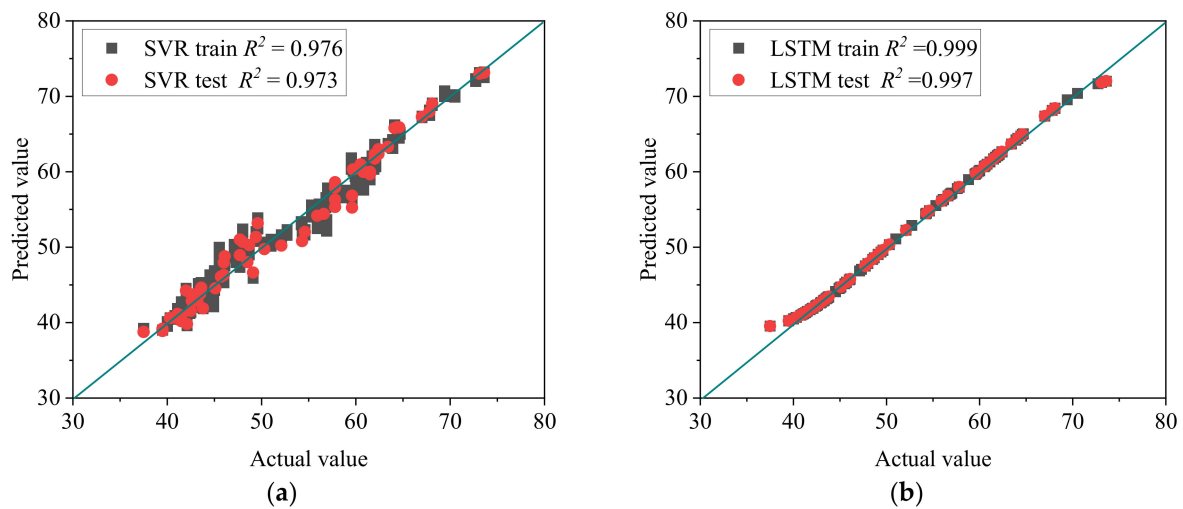 80
70
60
50
40
30
30
40
50
60
70
80
Predicted value
Actual value
SVR train R² = 0.976
SVR test R² = 0.973
(a)
80
70
60
50
40
30
30
40
50
60
70
80
Predicted value
Actual value
LSTM train R² =0.999
LSTM test R² =0.997
(b)